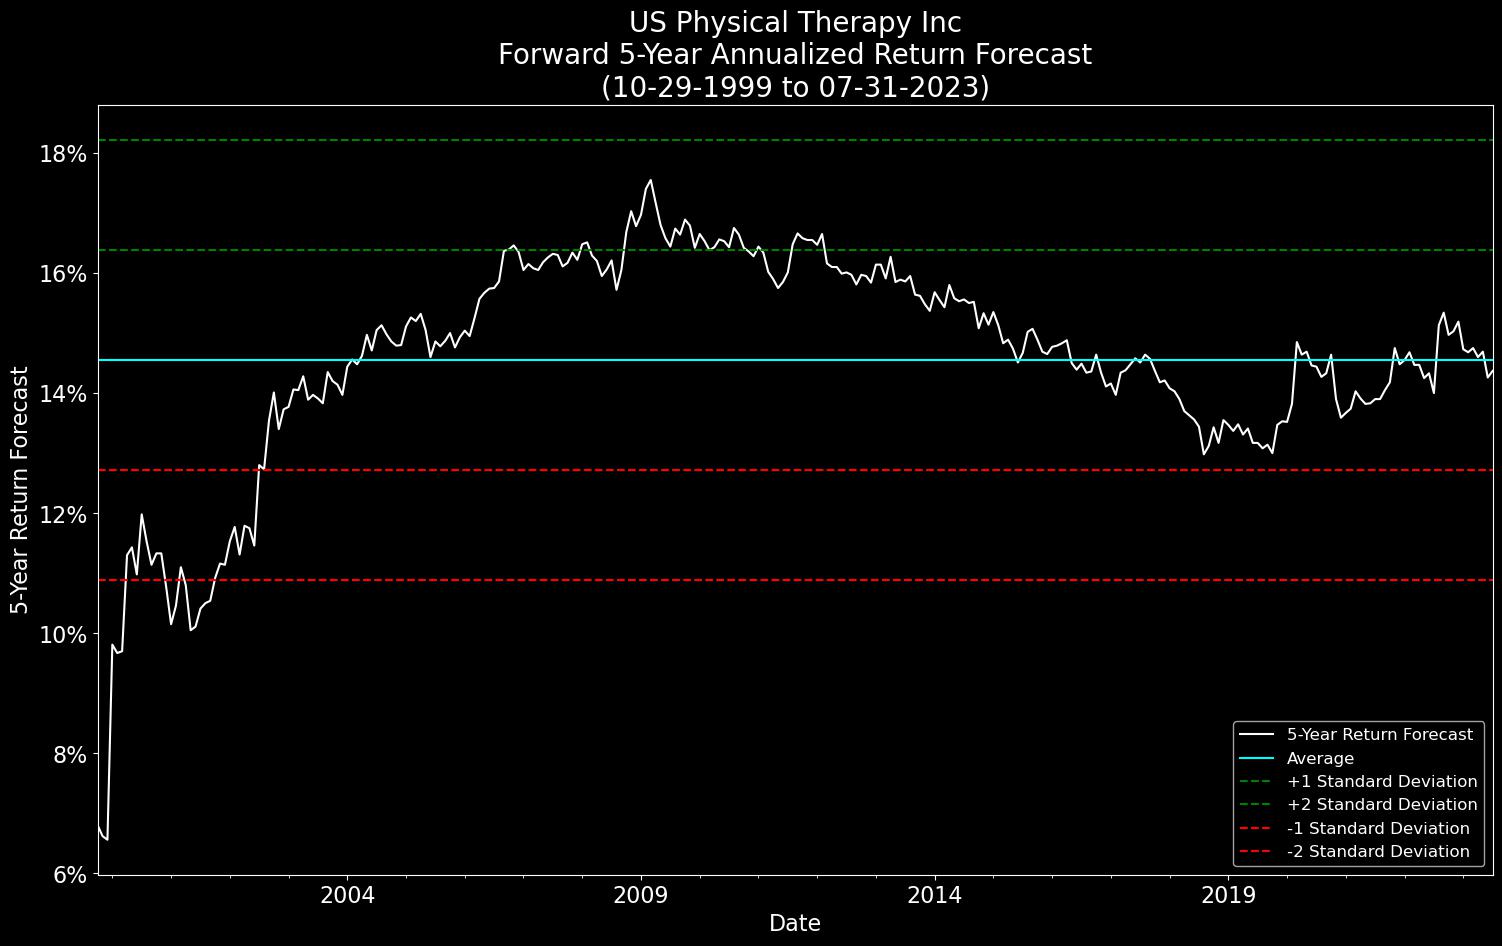 US Physical Therapy Inc
Forward 5-Year Annualized Return Forecast
(10-29-1999 to 07-31-2023)
18%
16%
14%
12%
10%
8%
6%
5-Year Return Forecast
2004
2009
2014
2019
Date
5-Year Return Forecast
Average
+1 Standard Deviation
+2 Standard Deviation
-1 Standard Deviation
-2 Standard Deviation